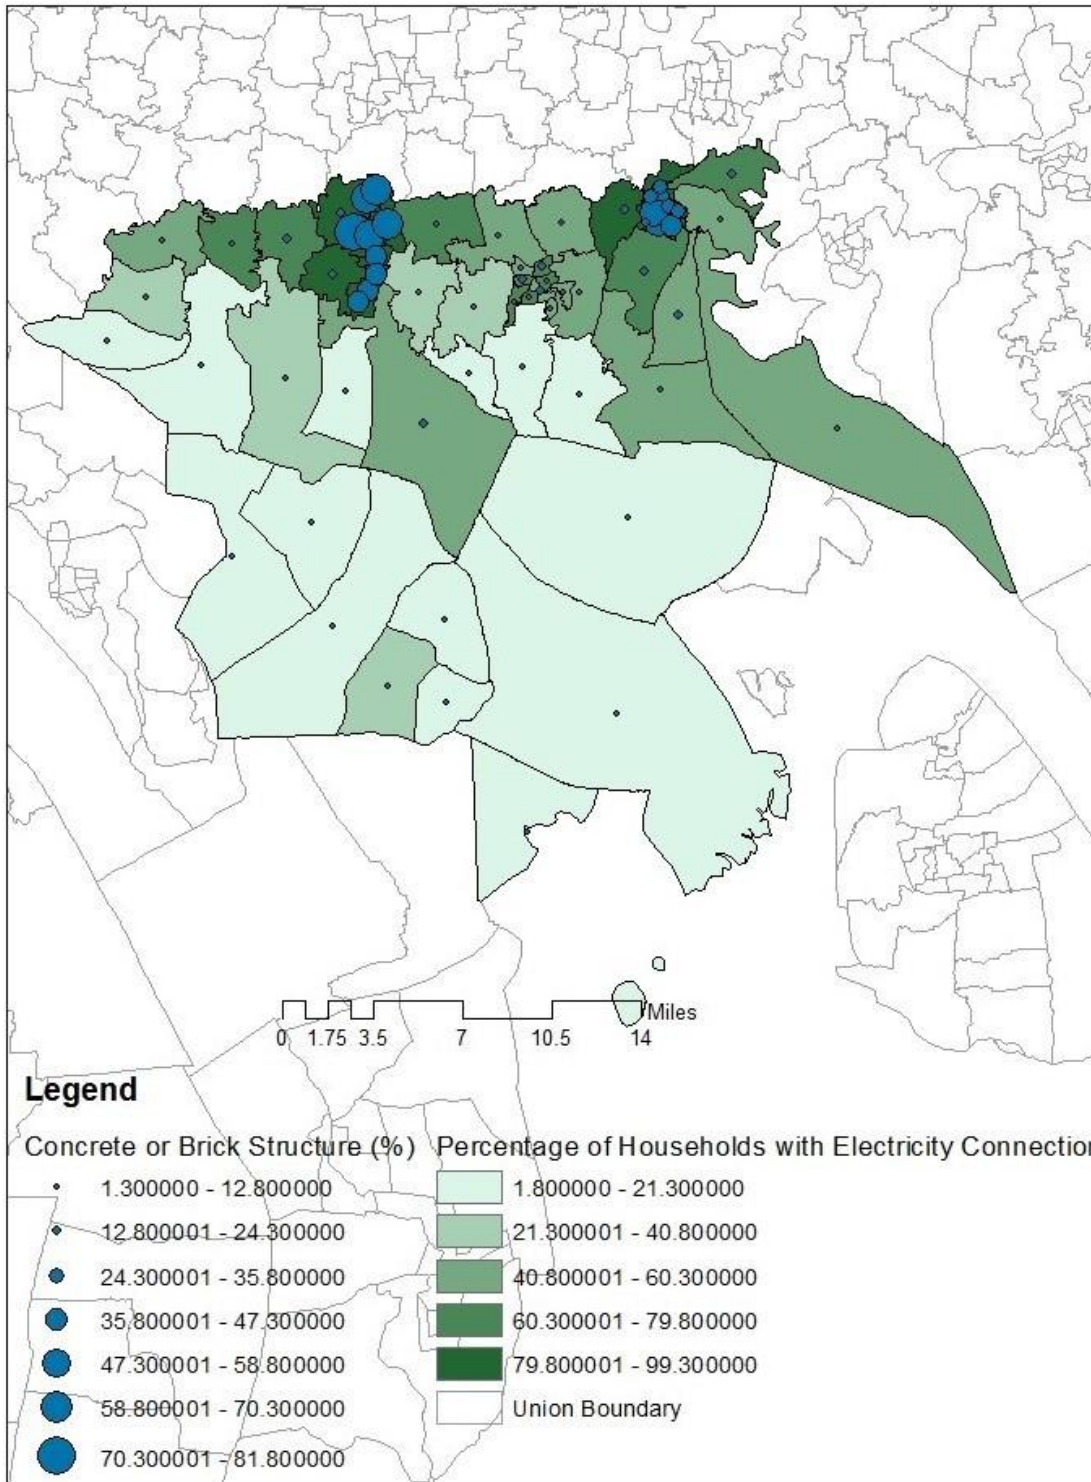 Miles
0 1.75 3.5 7 10.5 14
Legend
Concrete or Brick Structure (%)
1.300000 - 12.800000
12.800001 - 24.300000
24.300001 - 35.800000
35.800001 - 47.300000
47.300001 - 58.800000
58.800001 - 70.300000
70.300001 - 81.800000
Percentage of Households with Electricity Connection
1.800000 - 21.300000
21.300001 - 40.800000
40.800001 - 60.300000
60.300001 - 79.800000
79.800001 - 99.300000
Union Boundary